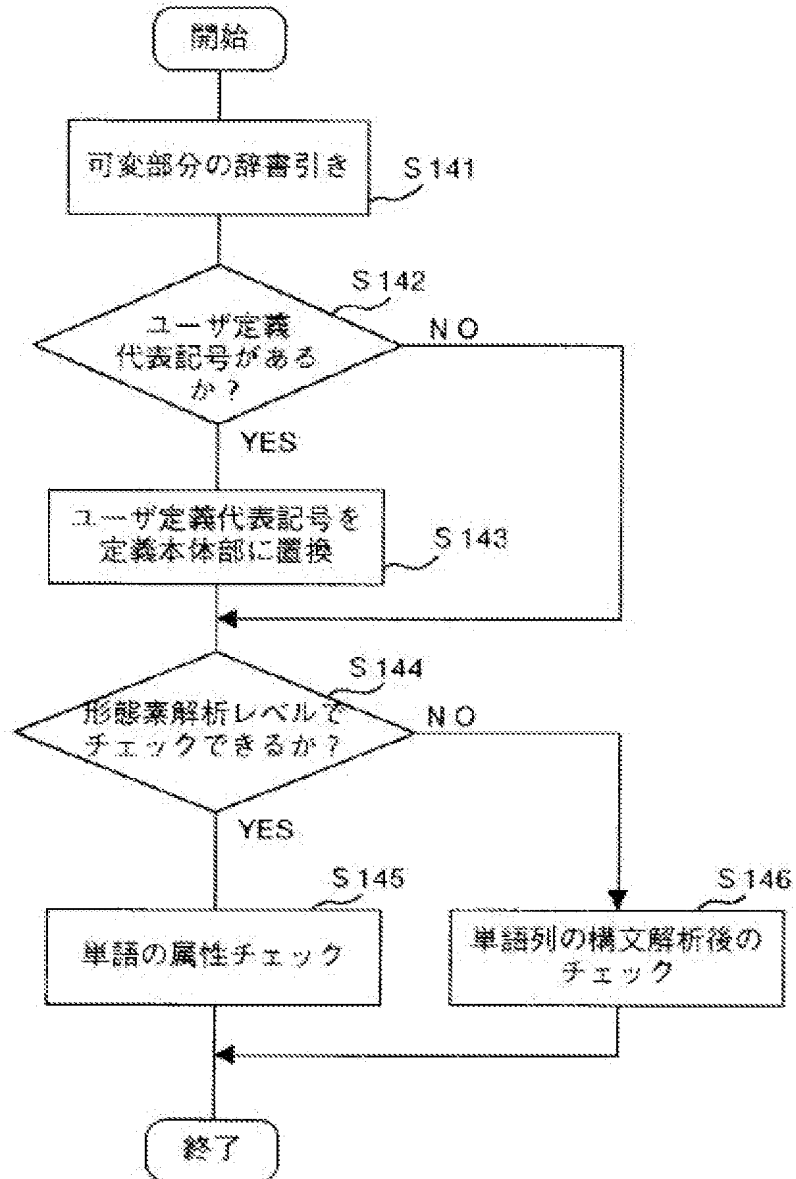 開始
可変部分の辞書引き
S141
S142
ユーザ定義
代表記号がある
か？
NO
YES
ユーザ定義代表記号を
定義本体部に置換
S143
S144
形態素解析レベルで
チェックできるか？
NO
YES
S145
単語の属性チェック
S146
単語列の構文解析後の
チェック
終了